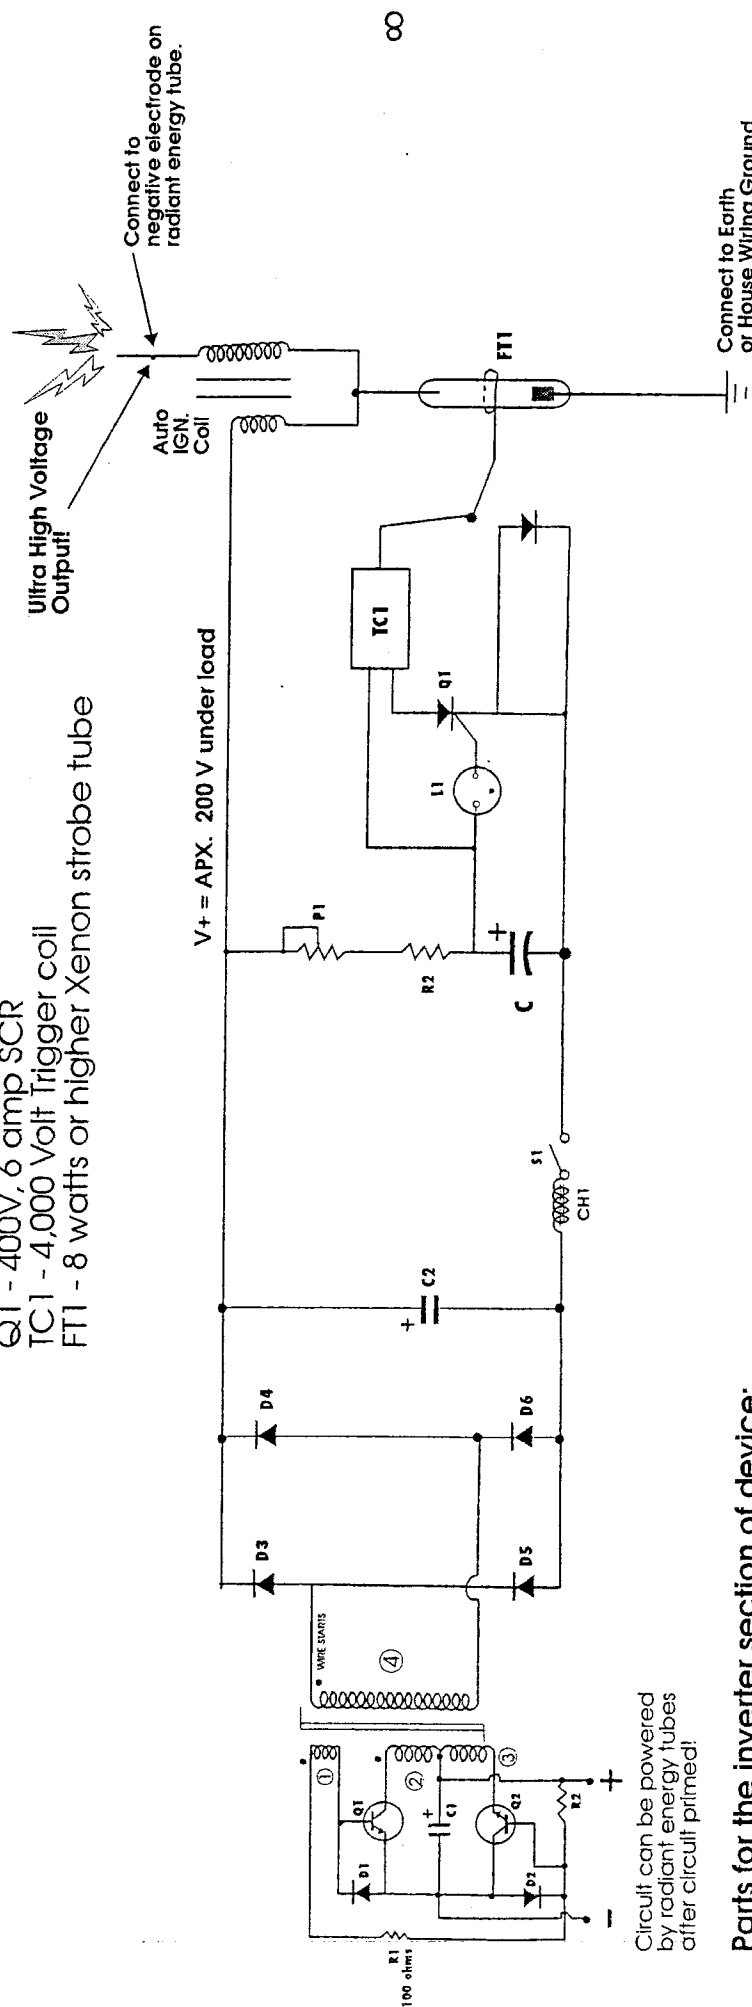 8
Q1 - 400V, 6 amp SCR
TC1 - 4,000 Volt Trigger coil
FT1 - 8 watts or higher Xenon strobe tube
Ultra High Voltage
Output!
Connect to
negative electrode on
radiant energy tube.
Auto
IGN.
Coil
V+ = APX. 200 V under load
FT1
TC1
Q1
L1
P1
R2
C
+
S1
CH1
C2
+
D4
D6
D3
D5
WIRE STARTS
④
①
②
③
Q1
C1
+
Q2
D1
D2
R2
R1
100 ohms
+
-
Connect to Earth
or House Wiring Ground
Circuit can be powered
by radiant energy tubes
after circuit primed!
Parts for the inverter section of device: